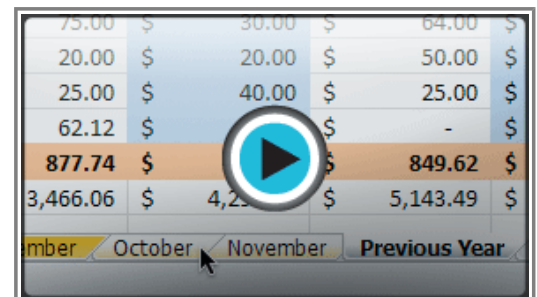 75.00 $ 30.00 $ 64.00 $
20.00 $ 20.00 $ 50.00 $
25.00 $ 40.00 $ 25.00 $
62.12 $ $ - $
877.74 $ $ 849.62 $
3,466.06 $ $ 5,143.49 $
October November Previous Year